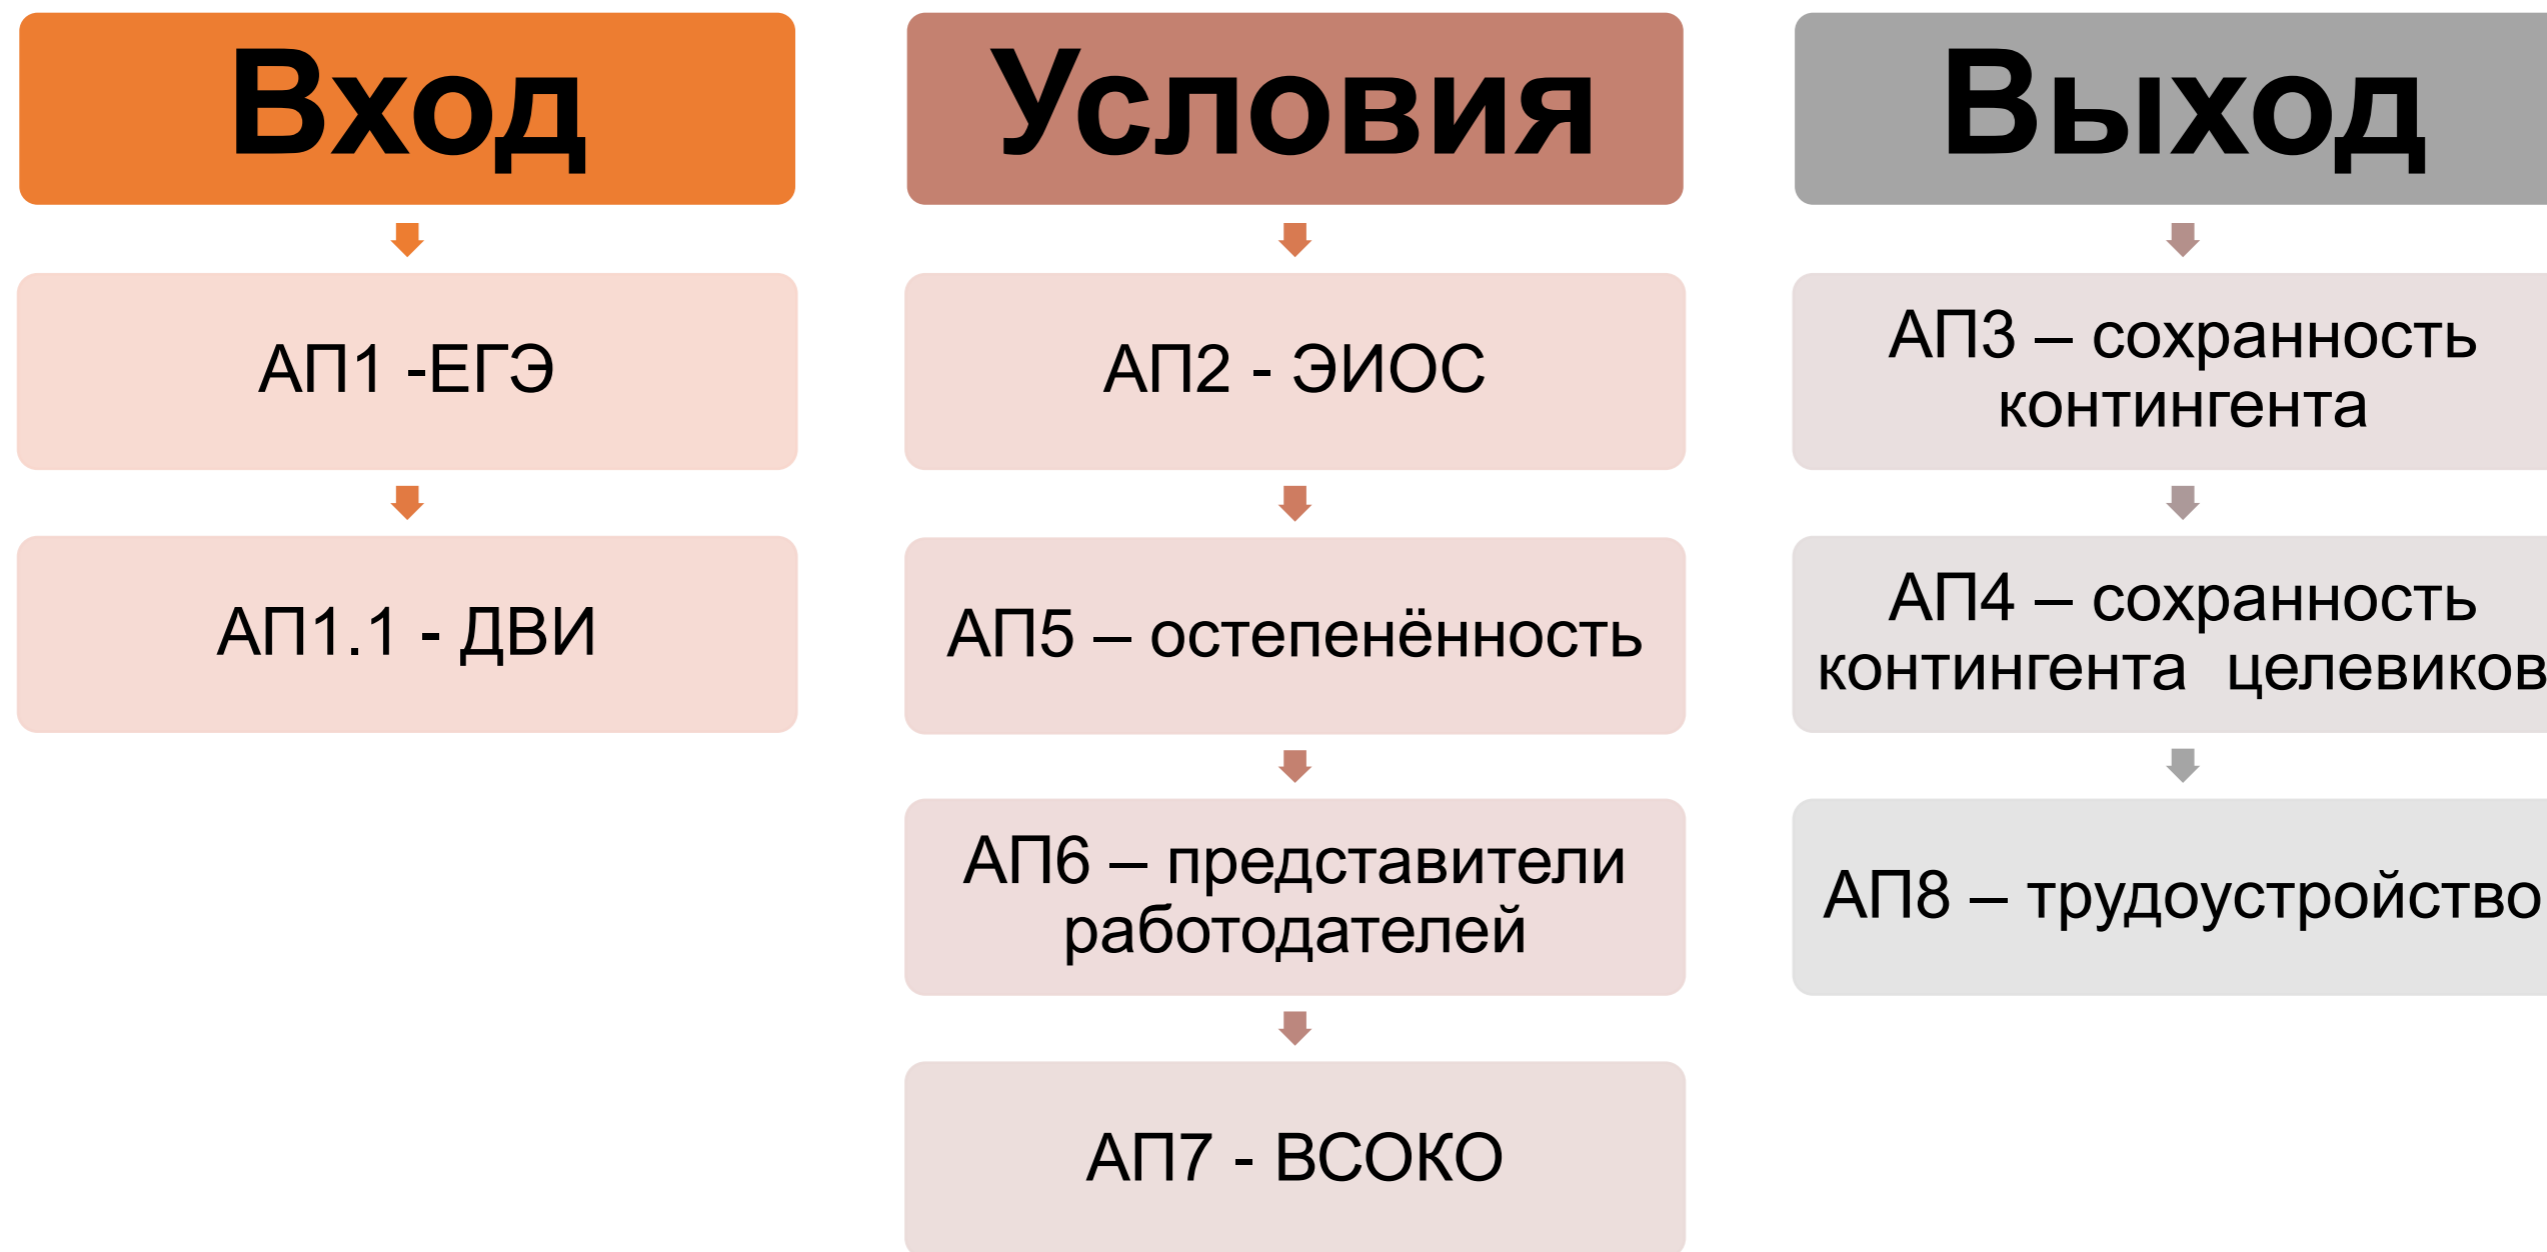 Вход
АП1 -ЕГЭ
АП1.1 - ДВИ
Условия
АП2 - ЭИОС
АП5 – остепенённость
АП6 – представители
работодателей
АП7 - ВСОКО
Выход
АП3 – сохранность
контингента
АП4 – сохранность
контингента  целевиков
АП8 – трудоустройство